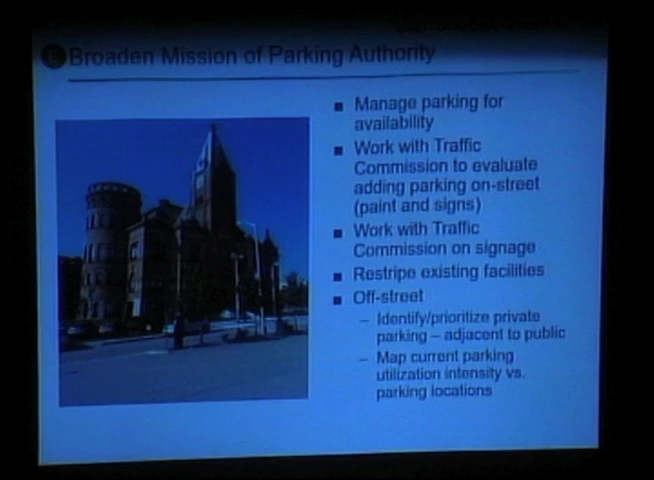 Broaden Mission of Parking Authority
■ Manage parking for
availability
■ Work with Traffic
Commission to evaluate
adding parking on-street
(paint and signs)
■ Work with Traffic
Commission on signage
■ Restripe existing facilities
■ Off-street
– Identify/prioritize private
parking – adjacent to public
– Map current parking
utilization intensity vs.
parking locations